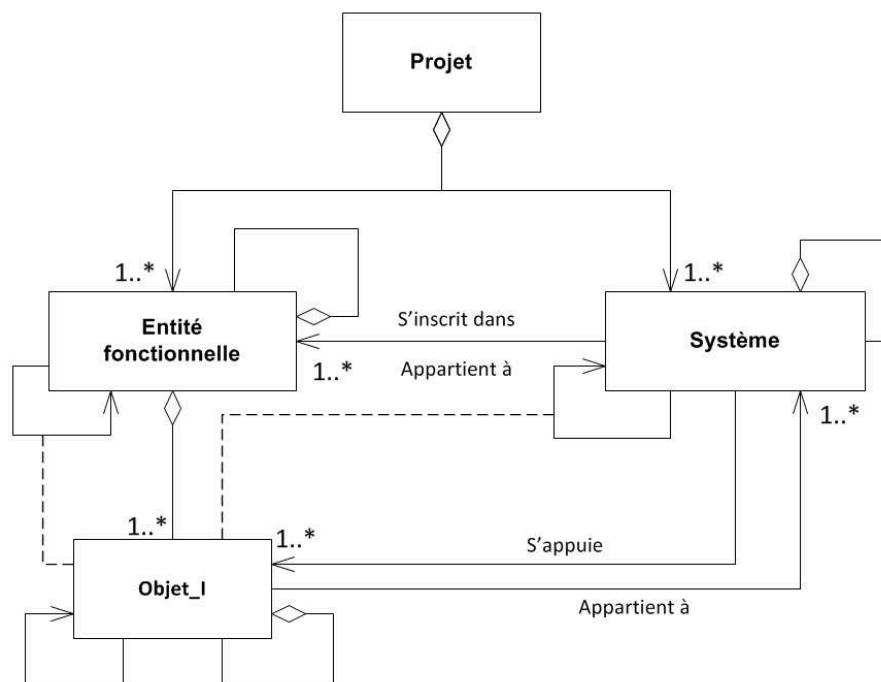 Projet
1..*
1..*
Entité
fonctionnelle
S’inscrit dans
Système
1..*
Appartient à
1..*
1..*
1..*
S’appuie
Objet_I
Appartient à